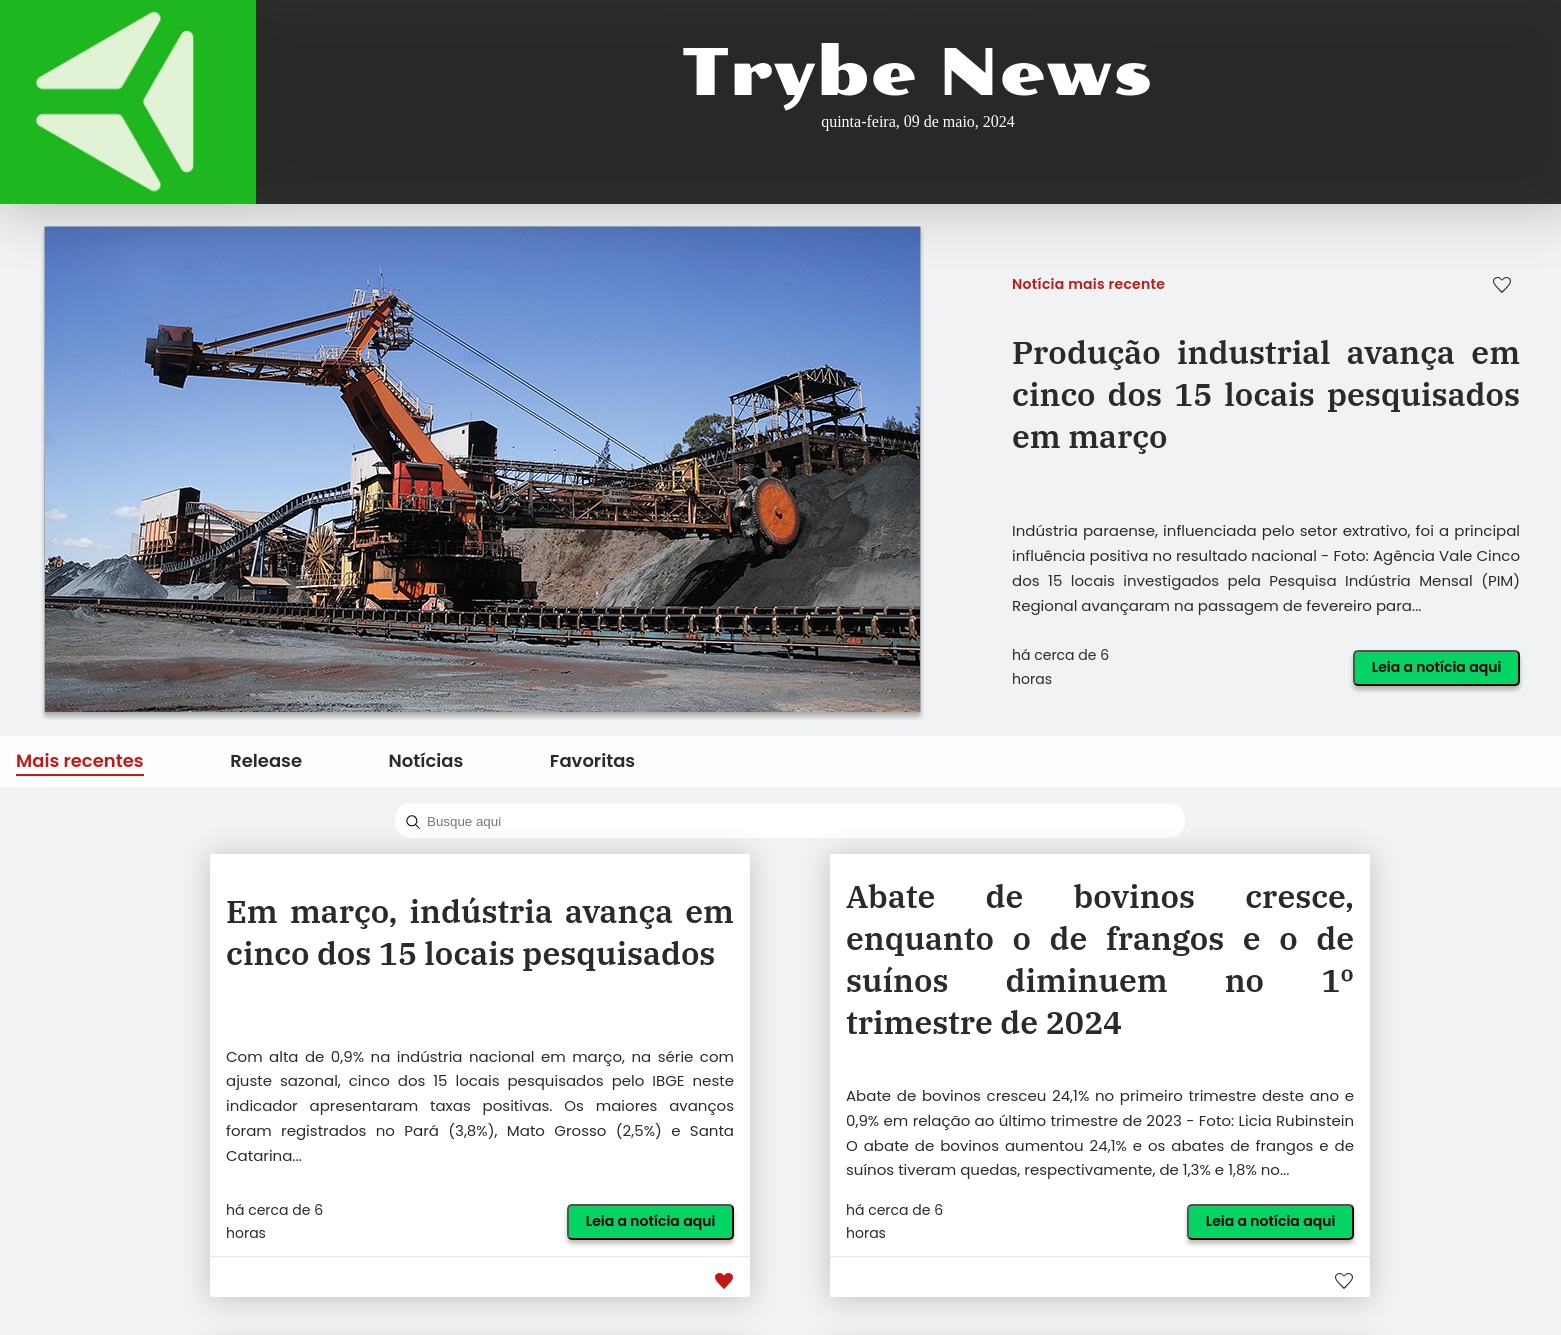 Trybe News
quinta-feira, 09 de maio, 2024
Notícia mais recente
Produção industrial avança em
cinco dos 15 locais pesquisados
em março
Indústria paraense, influenciada pelo setor extrativo, foi a principal
influência positiva no resultado nacional - Foto: Agência Vale Cinco
dos 15 locais investigados pela Pesquisa Indústria Mensal (PIM)
Regional avançaram na passagem de fevereiro para...
há cerca de 6
horas
Leia a notícia aqui
Mais recentes
Release
Notícias
Favoritas
Busque aqui
Em março, indústria avança em
cinco dos 15 locais pesquisados
Com alta de 0,9% na indústria nacional em março, na série com
ajuste sazonal, cinco dos 15 locais pesquisados pelo IBGE neste
indicador apresentaram taxas positivas. Os maiores avanços
foram registrados no Pará (3,8%), Mato Grosso (2,5%) e Santa
Catarina...
há cerca de 6
horas
Leia a notícia aqui
Abate de bovinos cresce,
enquanto o de frangos e o de
suínos diminuem no 1º
trimestre de 2024
Abate de bovinos cresceu 24,1% no primeiro trimestre deste ano e
0,9% em relação ao último trimestre de 2023 - Foto: Licia Rubinstein
O abate de bovinos aumentou 24,1% e os abates de frangos e de
suínos tiveram quedas, respectivamente, de 1,3% e 1,8% no...
há cerca de 6
horas
Leia a notícia aqui